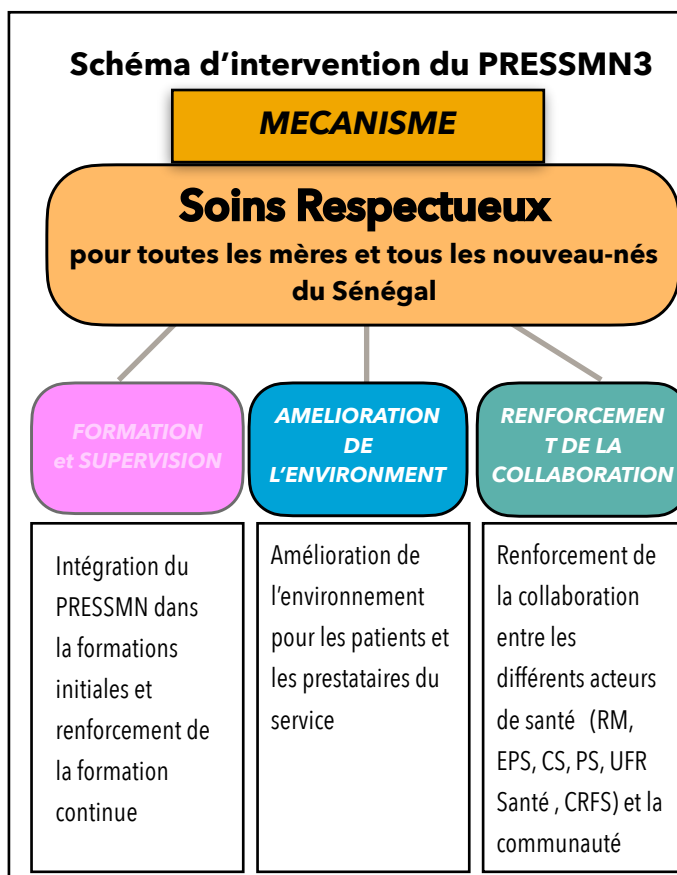 Schéma d'intervention du PRESSMN3
MECANISME
Soins Respectueux
pour toutes les mères et tous les nouveau-nés
du Sénégal
FORMATION
et SUPERVISION
AMELIORATION
DE
L'ENVIRONMENT
RENFORCEMEN
T DE LA
COLLABORATION
Intégration du
PRESSMN dans
la formations
initiales et
renforcement de
la formation
continue
Amélioration de
l'environnement
pour les patients et
les prestataires du
service
Renforcement de
la collaboration
entre les
différents acteurs
de santé (RM,
EPS, CS, PS, UFR
Santé , CRFS) et la
communauté